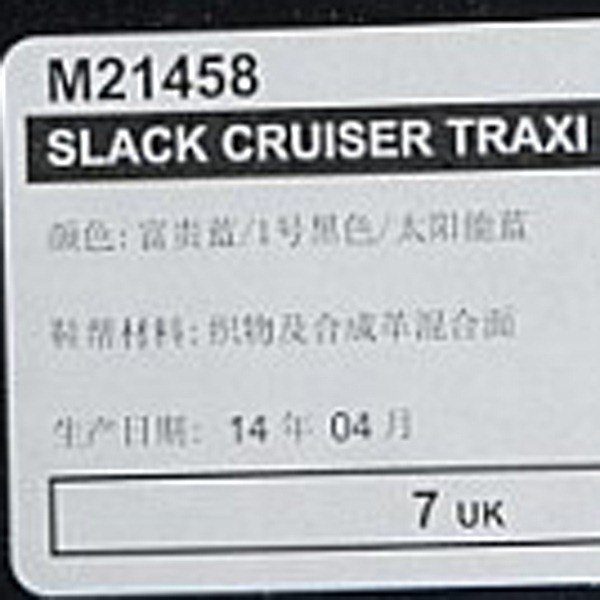 M21458
SLACK CRUISER TRAXI
颜色: 富贵蓝/1号黑色/太阳能蓝
鞋帮材料: 织物及合成革混合面
生产日期: 14 年 04 月
7 UK